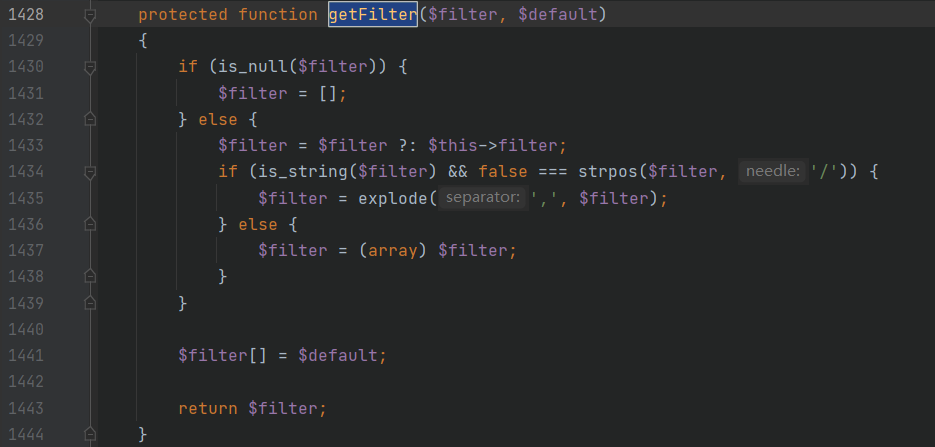 1428 protected function getFilter($filter, $default)
1429 {
1430 if (is_null($filter)) {
1431 $filter = [];
1432 } else {
1433 $filter = $filter ?: $this->filter;
1434 if (is_string($filter) && false === strpos($filter, needle: '/')) {
1435 $filter = explode( separator: ',', $filter);
1436 } else {
1437 $filter = (array) $filter;
1438 }
1439 }
1440
1441 $filter[] = $default;
1442
1443 return $filter;
1444 }